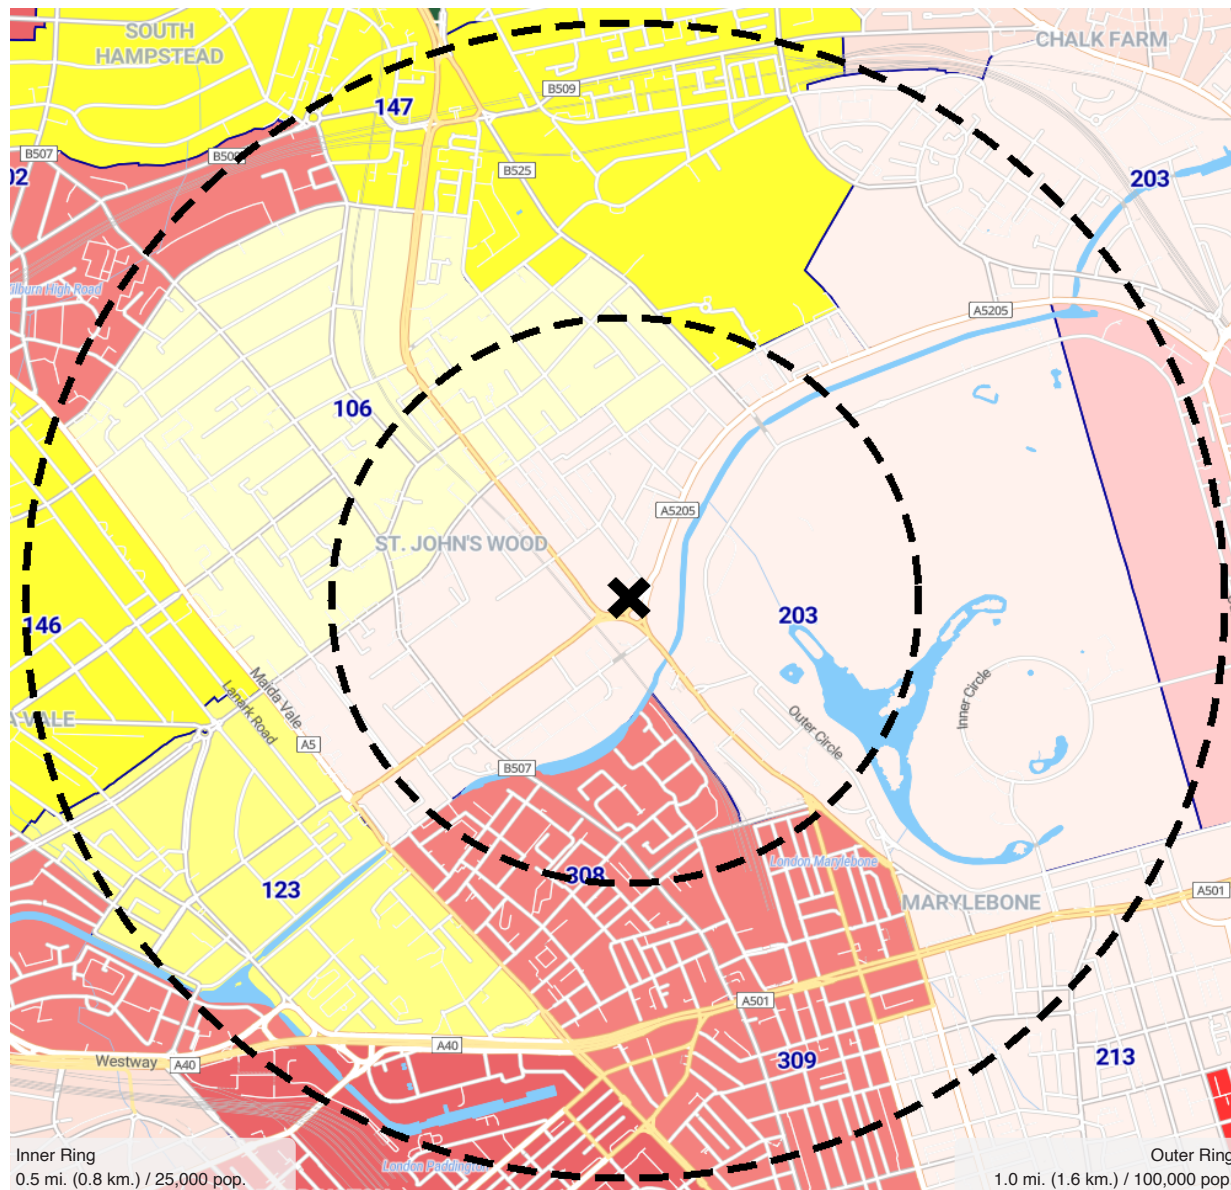 SOUTH
HAMPSTEAD
CHALK FARM
B509
147
B507
B525
203
A5205
106
A5205
ST. JOHN'S WOOD
203
146
Maida Vale
Lanark Road
Inner Circle
Outer Circle
A5
B507
London Marylebone
308
123
MARYLEBONE
A501
A501
A40
309
213
Westway
A40
Inner Ring
0.5 mi. (0.8 km.) / 25,000 pop.
London Paddington
Outer Ring
1.0 mi. (1.6 km.) / 100,000 pop